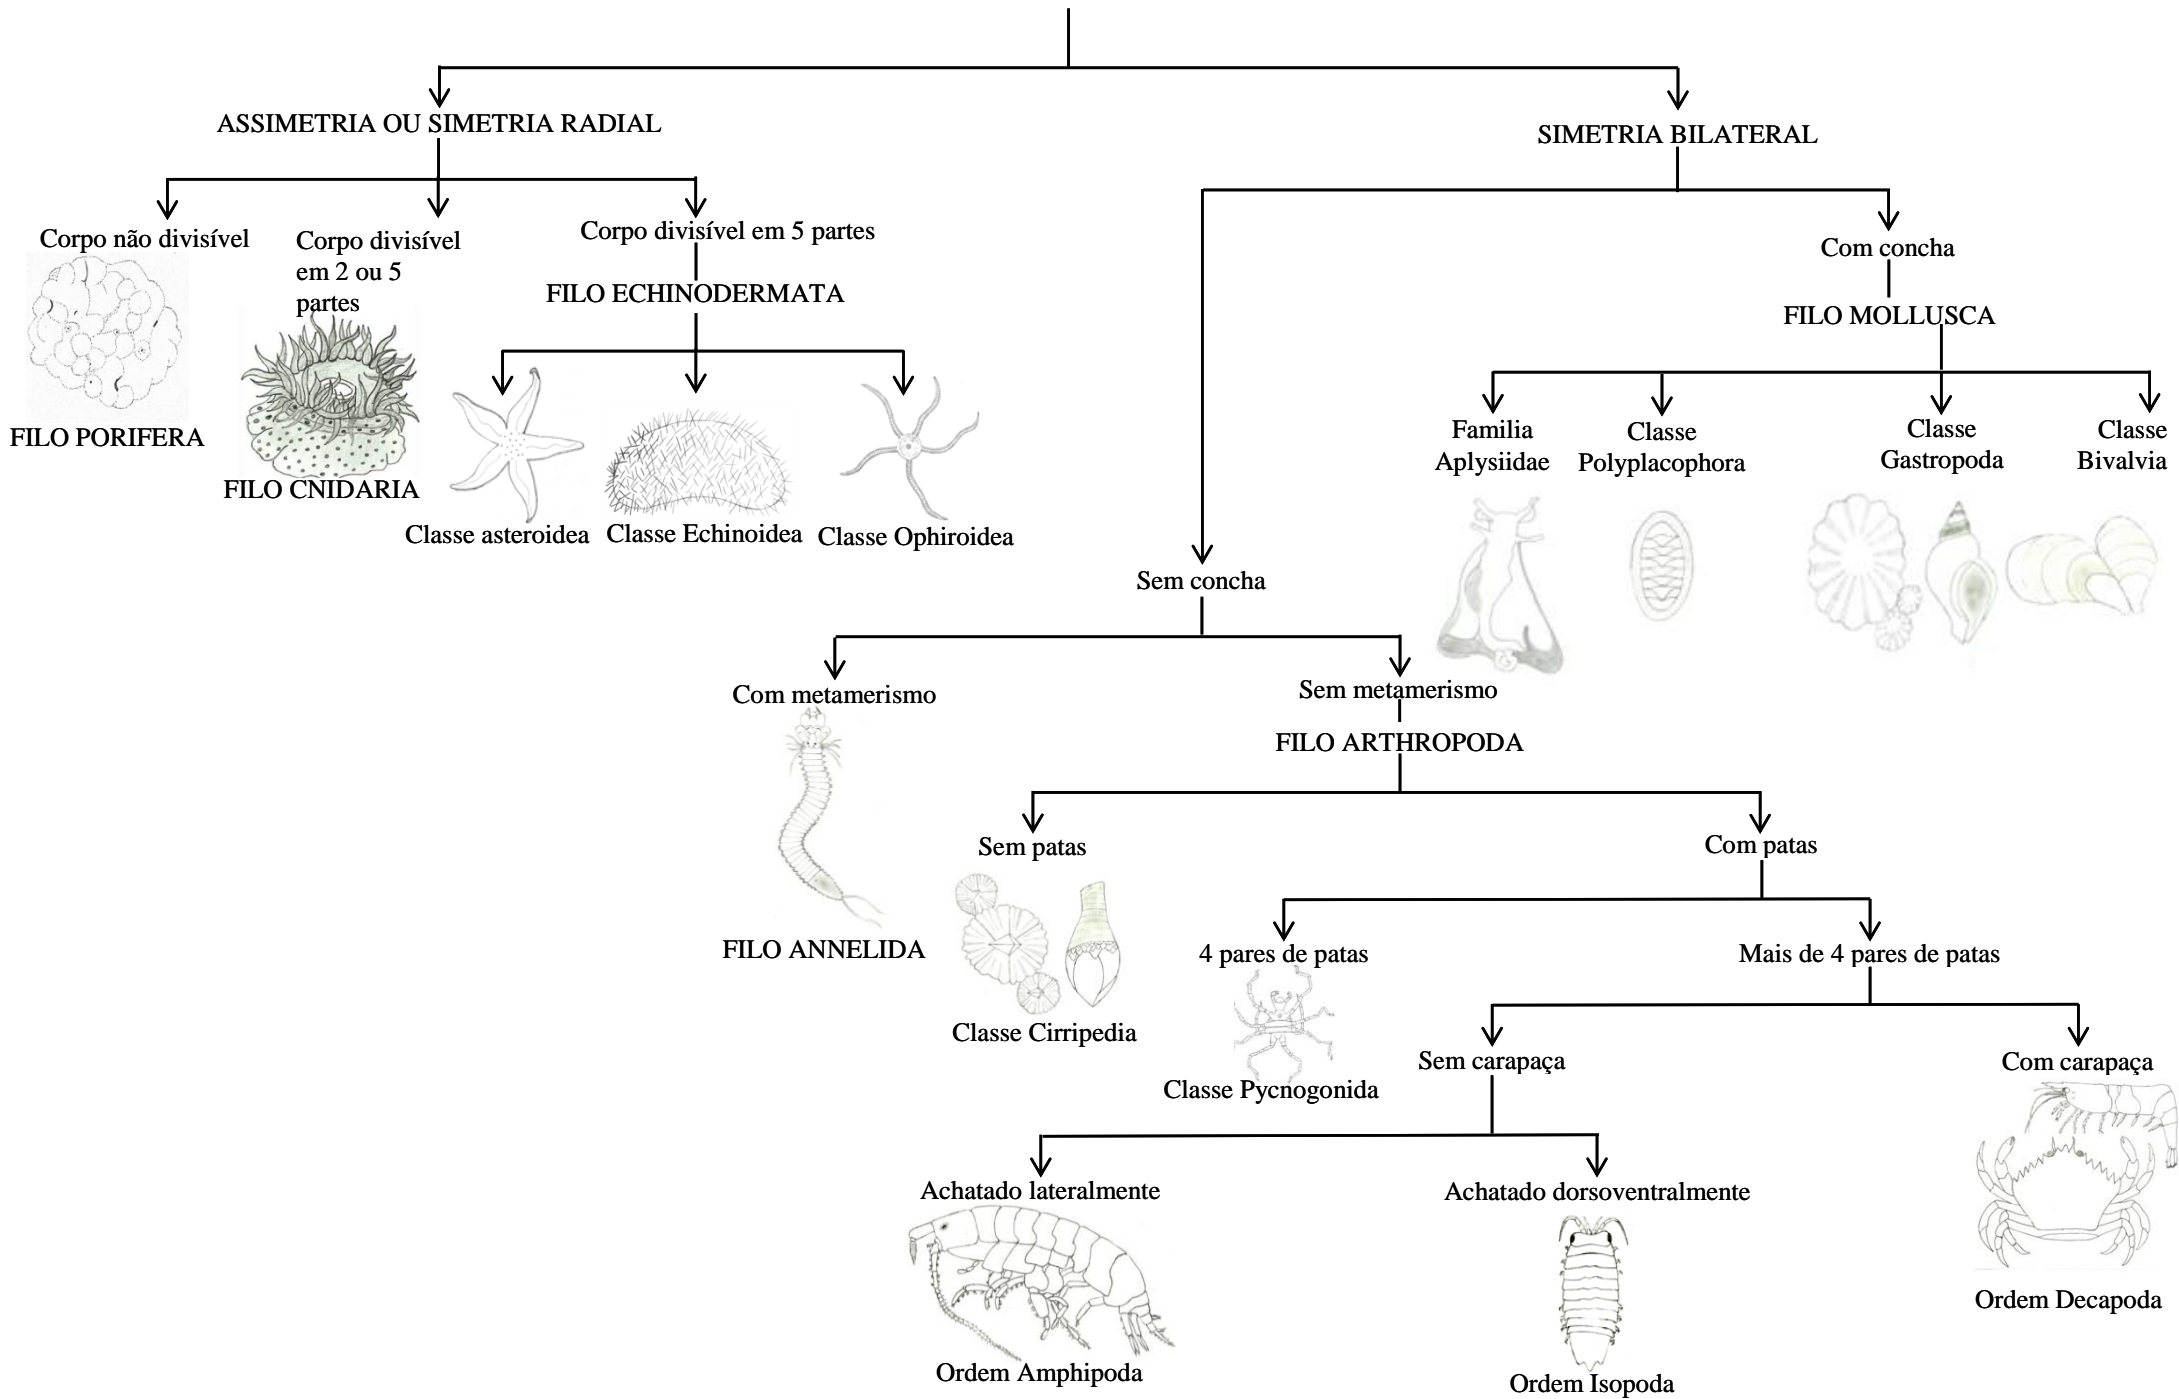 ASSIMETRIA OU SIMETRIA RADIAL
SIMETRIA BILATERAL
Corpo não divisível
Corpo divisível
em 2 ou 5
partes
Corpo divisível em 5 partes
Com concha
FILO ECHINODERMATA
FILO MOLLUSCA
FILO PORIFERA
FILO CNIDARIA
Classe asteroidea
Classe Echinoidea
Classe Ophiroidea
Familia
Aplysiidae
Classe
Polyplacophora
Classe
Gastropoda
Classe
Bivalvia
Sem concha
Com metamerismo
Sem metamerismo
FILO ARTHROPODA
Sem patas
Com patas
FILO ANNELIDA
4 pares de patas
Mais de 4 pares de patas
Classe Cirripedia
Classe Pycnogonida
Sem carapaça
Com carapaça
Achatado lateralmente
Achatado dorsoventralmente
Ordem Decapoda
Ordem Amphipoda
Ordem Isopoda